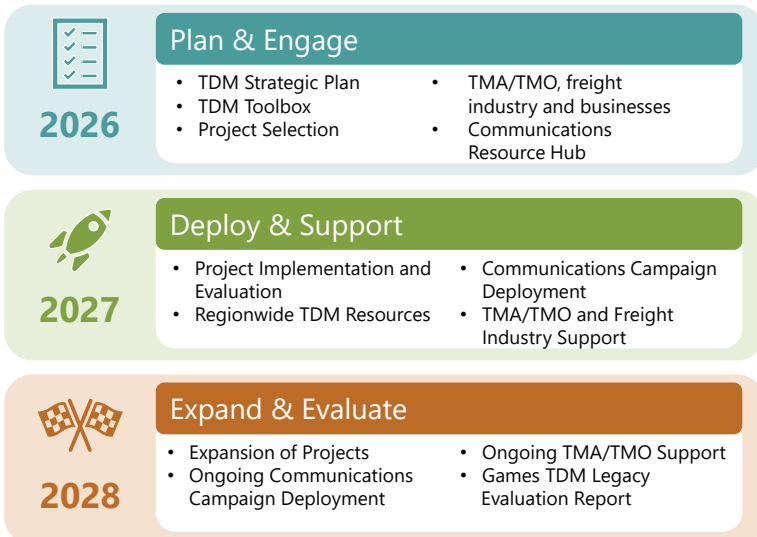 Plan & Engage
2026
• TDM Strategic Plan
• TDM Toolbox
• Project Selection
• TMA/TMO, freight
industry and businesses
• Communications
Resource Hub
Deploy & Support
2027
• Project Implementation and
Evaluation
• Regionwide TDM Resources
• Communications Campaign
Deployment
• TMA/TMO and Freight
Industry Support
Expand & Evaluate
2028
• Expansion of Projects
• Ongoing Communications
Campaign Deployment
• Ongoing TMA/TMO Support
• Games TDM Legacy
Evaluation Report